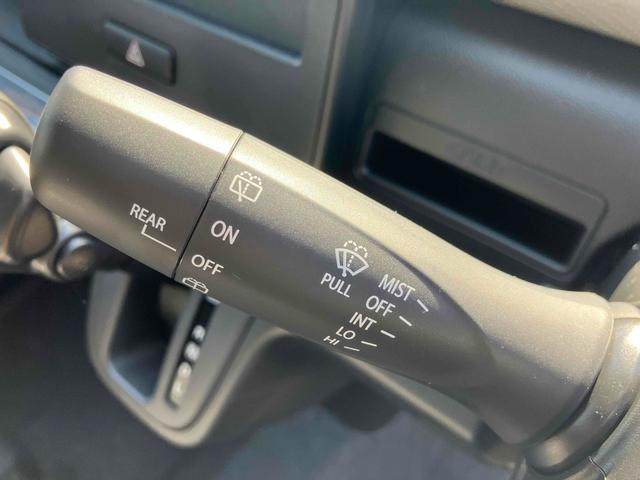 REAR
ON
OFF
PULL
MIST
OFF
INT
LO
HI